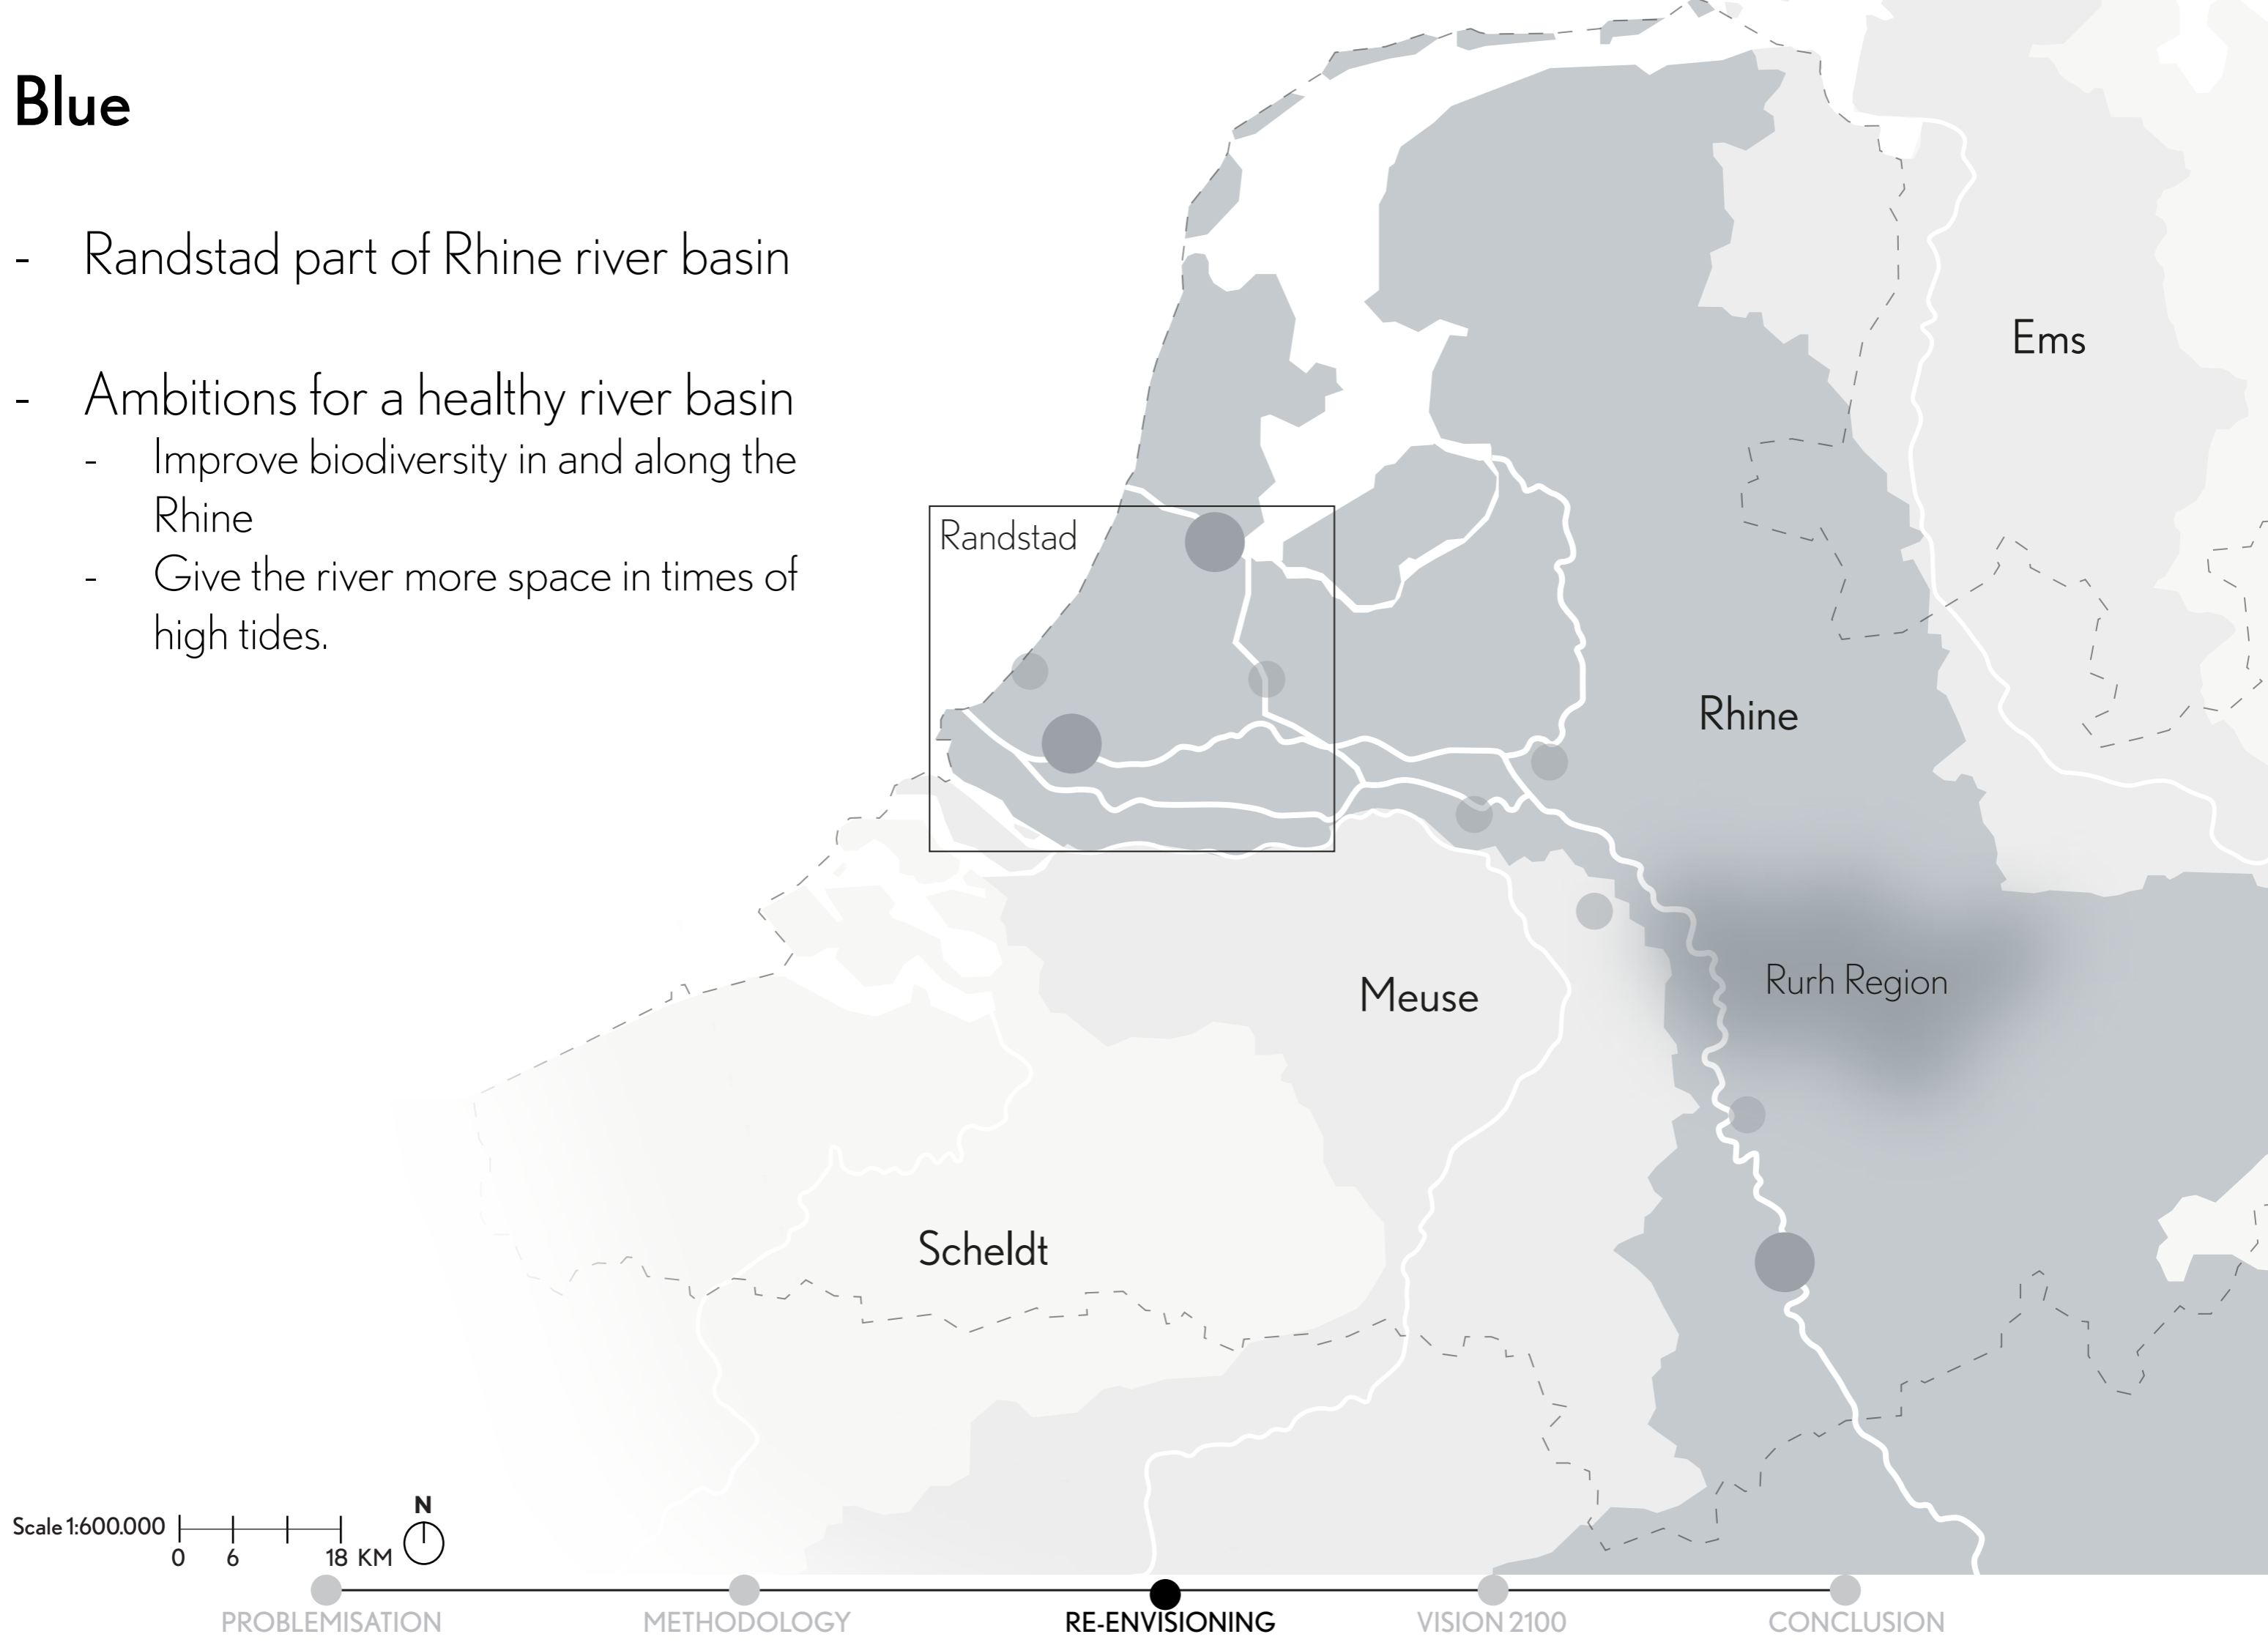 Blue
- Randstad part of Rhine river basin
- Ambitions for a healthy river basin
- Improve biodiversity in and along the
Rhine
- Give the river more space in times of
high tides.
Randstad
Ems
Rhine
Rurh Region
Meuse
Scheldt
Scale 1:600.000
0 6 18 KM
N
PROBLEMISATION METHODOLOGY RE-ENVISIONING VISION 2100 CONCLUSION